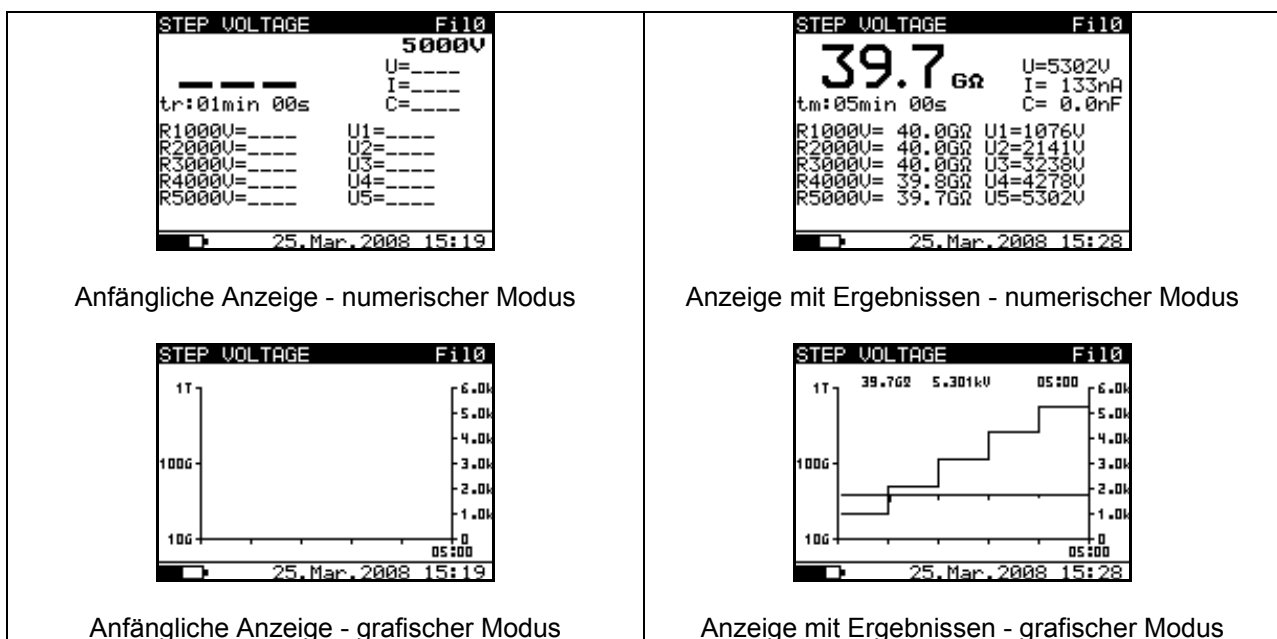 STEP VOLTAGE Fil0
5000V
U=____
--- I=____
tr:01min 00s C=____
R1000V=____ U1=____
R2000V=____ U2=____
R3000V=____ U3=____
R4000V=____ U4=____
R5000V=____ U5=____
25.Mar.2008 15:19
Anfängliche Anzeige - numerischer Modus
STEP VOLTAGE Fil0
39.7 GΩ U=5302V
I= 133nA
tm:05min 00s C= 0.0nF
R1000V= 40.0GΩ U1=1076V
R2000V= 40.0GΩ U2=2141V
R3000V= 40.0GΩ U3=3238V
R4000V= 39.8GΩ U4=4278V
R5000V= 39.7GΩ U5=5302V
25.Mar.2008 15:28
Anzeige mit Ergebnissen - numerischer Modus
STEP VOLTAGE Fil0
1T 6.0k
5.0k
4.0k
100G 3.0k
2.0k
1.0k
10G 0
05:00
25.Mar.2008 15:19
Anfängliche Anzeige - grafischer Modus
STEP VOLTAGE Fil0
39.7GΩ 5.301kV 05:00
1T 6.0k
5.0k
4.0k
100G 3.0k
2.0k
1.0k
10G 0
05:00
25.Mar.2008 15:28
Anzeige mit Ergebnissen - grafischer Modus